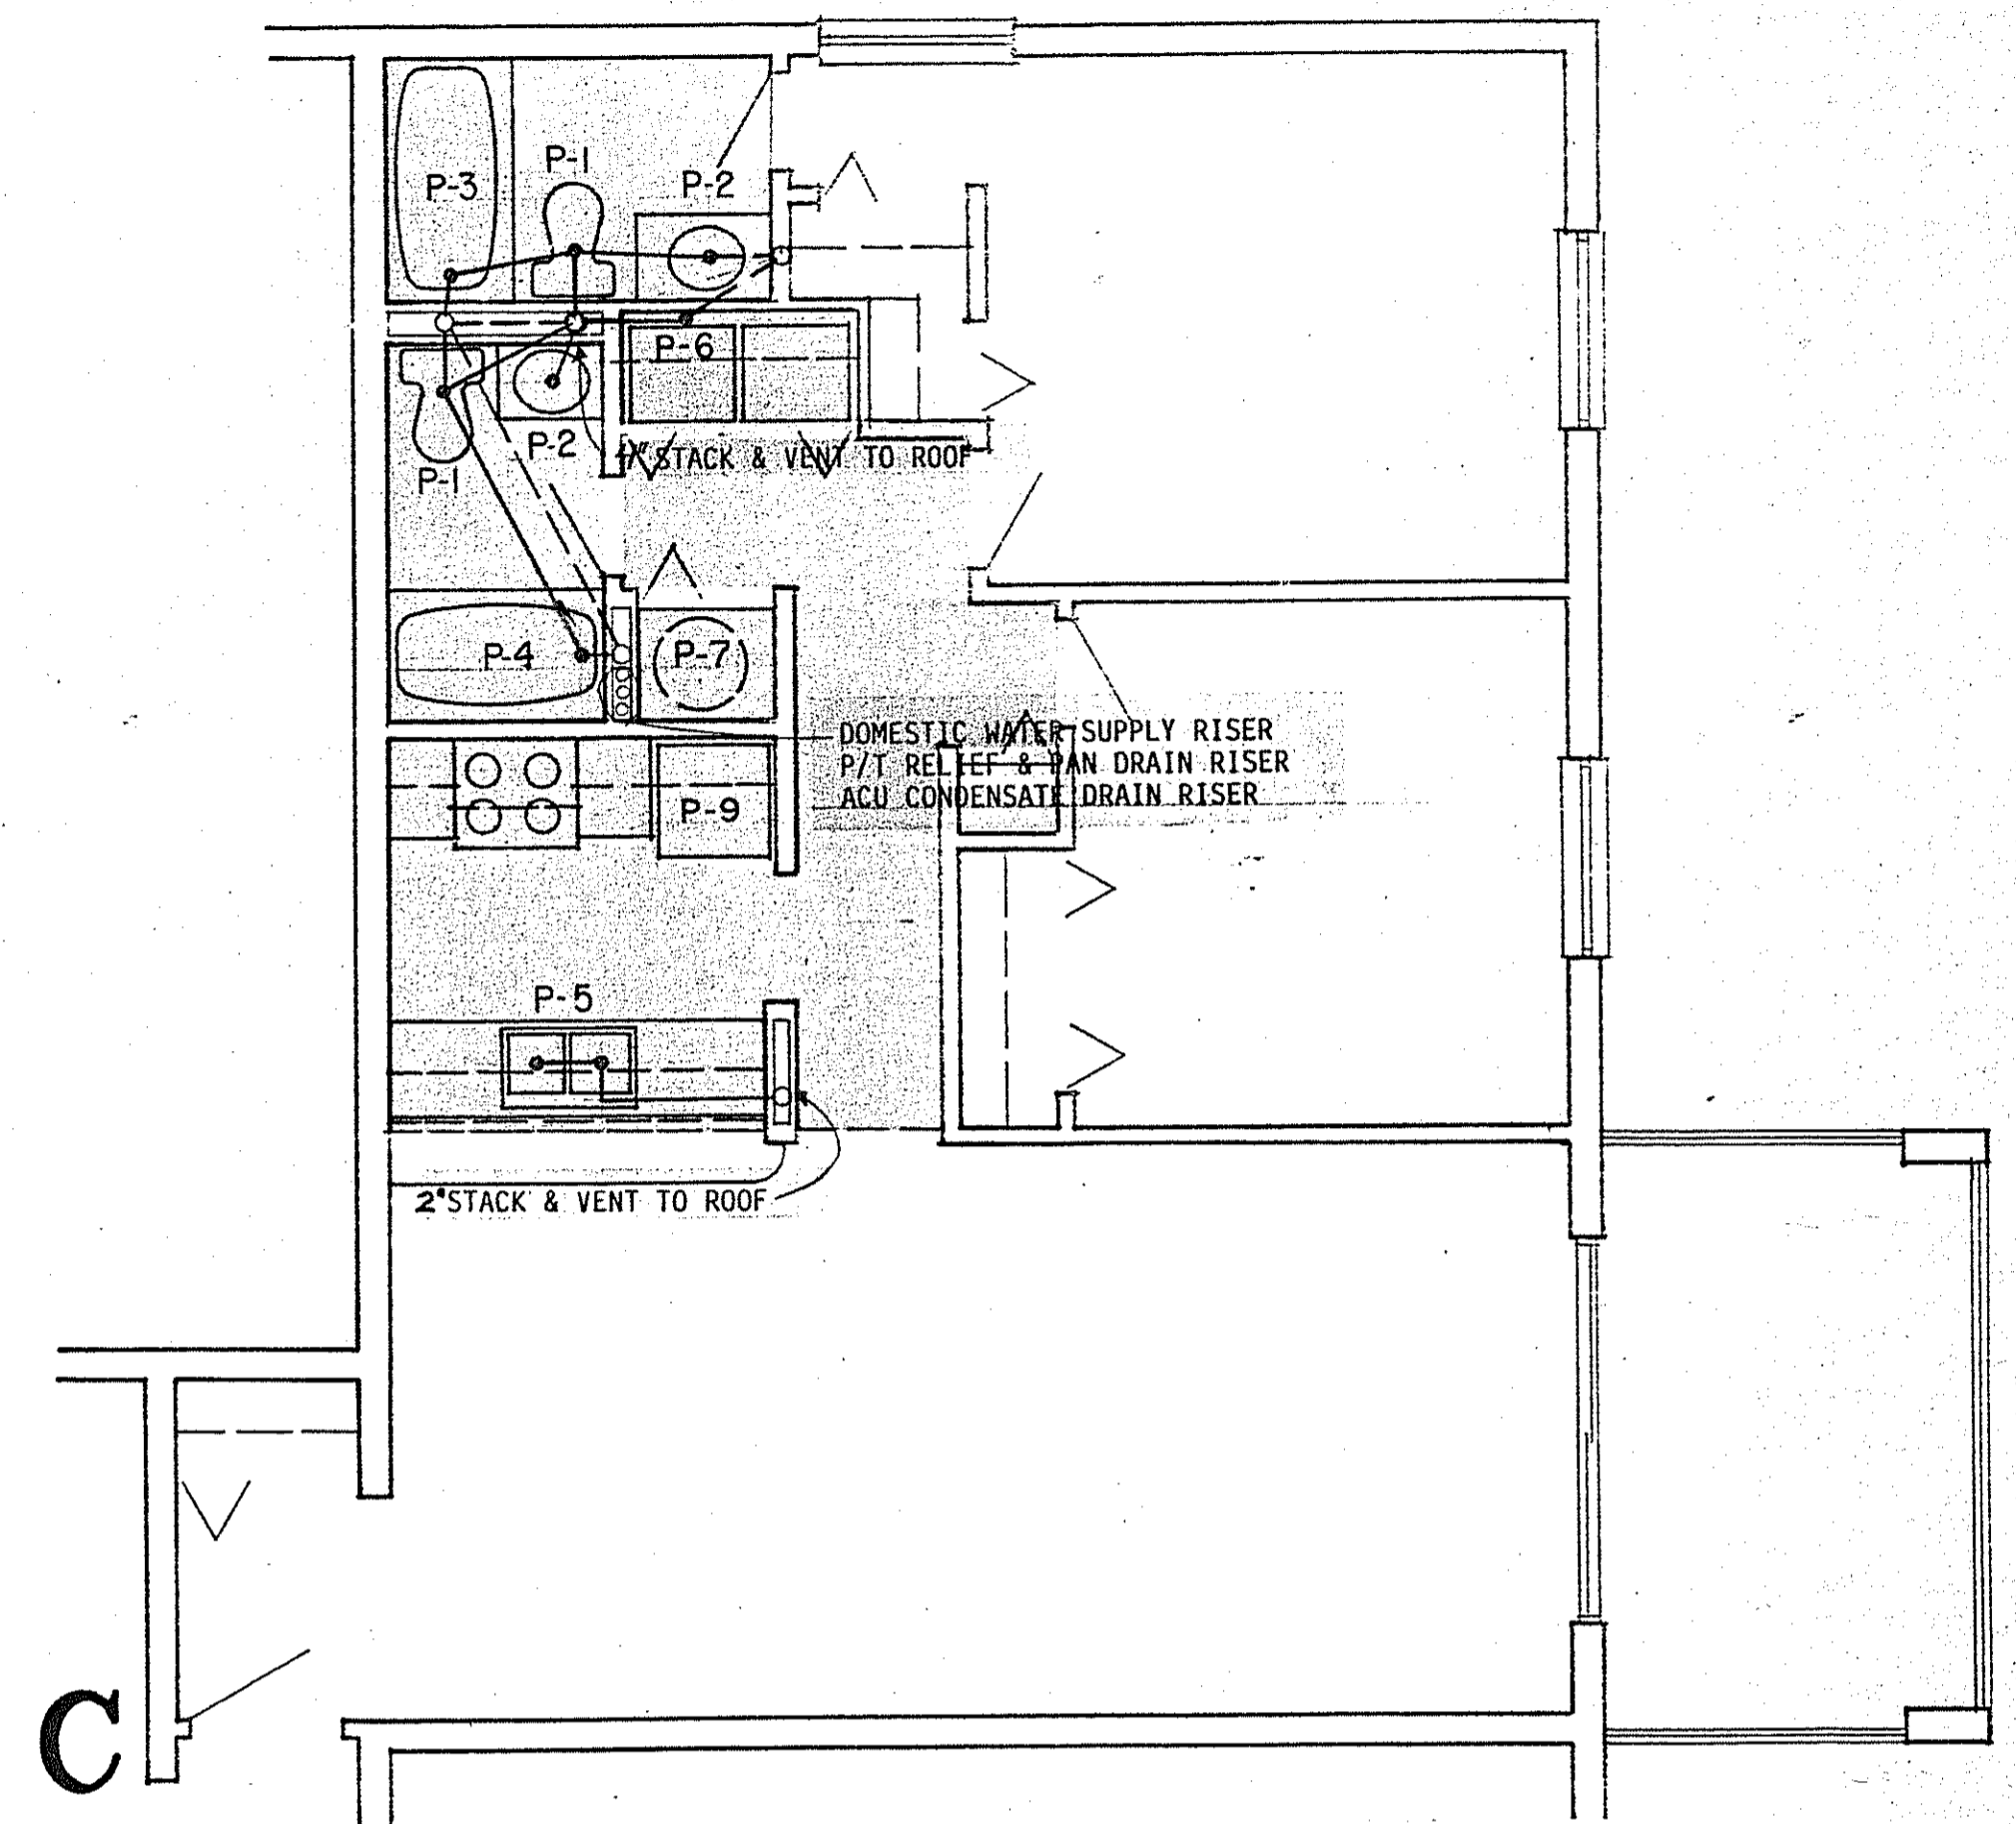 P-1
P-3
P-2
P-6
P-2
STACK & VENT TO ROOF
P-1
P-4
P-7
DOMESTIC WATER SUPPLY RISER
P/T RELIEF & PAN DRAIN RISER
ACU CONDENSATE DRAIN RISER
P-9
P-5
2"STACK & VENT TO ROOF
C